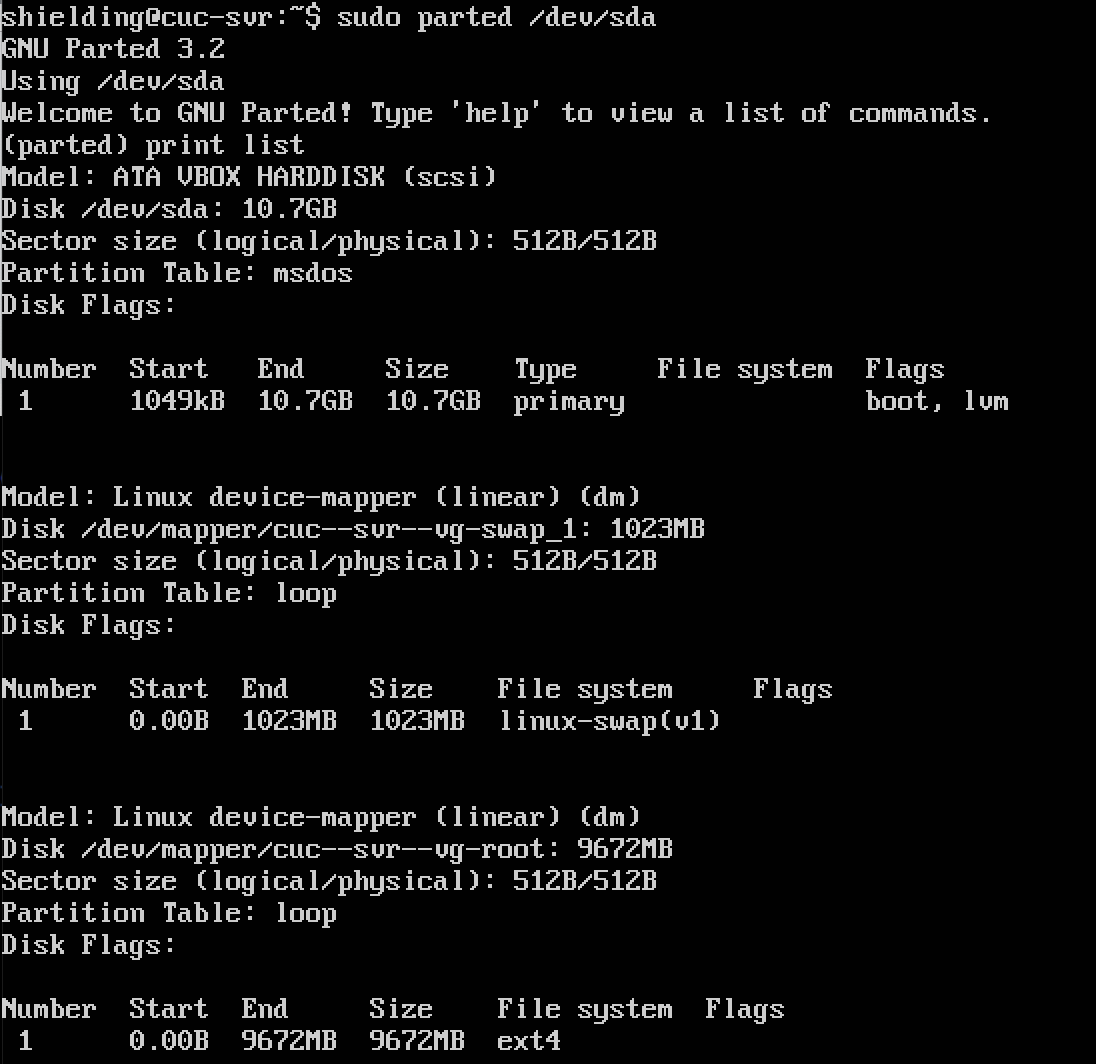 shielding@cuc-svr:~$ sudo parted /dev/sda
GNU Parted 3.2
Using /dev/sda
Welcome to GNU Parted! Type 'help' to view a list of commands.
(parted) print list
Model: ATA VBOX HARDDISK (scsi)
Disk /dev/sda: 10.7GB
Sector size (logical/physical): 512B/512B
Partition Table: msdos
Disk Flags:
Number  Start   End     Size    Type     File system  Flags
 1      1049kB  10.7GB  10.7GB  primary               boot, lvm
Model: Linux device-mapper (linear) (dm)
Disk /dev/mapper/cuc--svr--vg-swap_1: 1023MB
Sector size (logical/physical): 512B/512B
Partition Table: loop
Disk Flags:
Number  Start  End     Size    File system     Flags
 1      0.00B  1023MB  1023MB  linux-swap(v1)
Model: Linux device-mapper (linear) (dm)
Disk /dev/mapper/cuc--svr--vg-root: 9672MB
Sector size (logical/physical): 512B/512B
Partition Table: loop
Disk Flags:
Number  Start  End     Size    File system  Flags
 1      0.00B  9672MB  9672MB  ext4